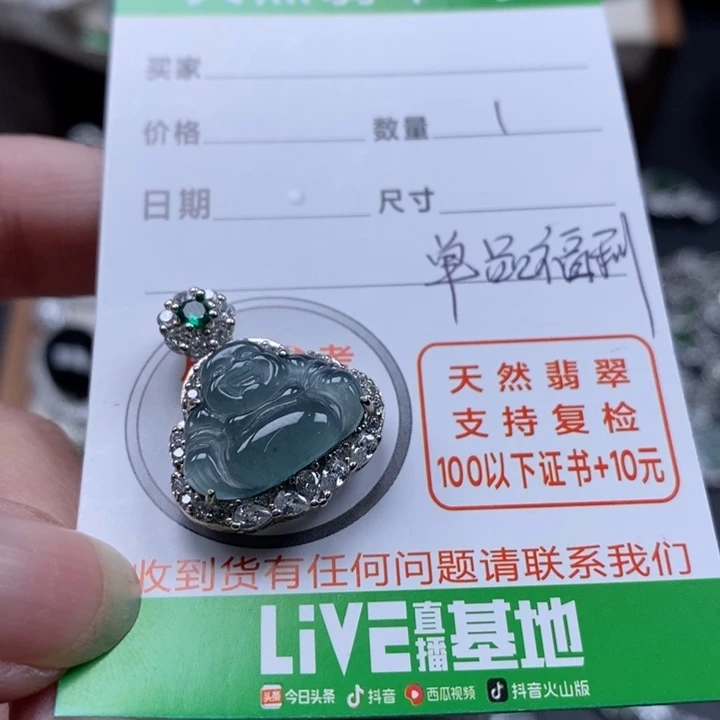 买家
价格 数量 1
日期 尺寸
单品福利
天然翡翠
支持复检
100以下证书+10元
收到货有任何问题请联系我们
LiVE直播基地
头条 今日头条 抖音 西瓜视频 抖音火山版